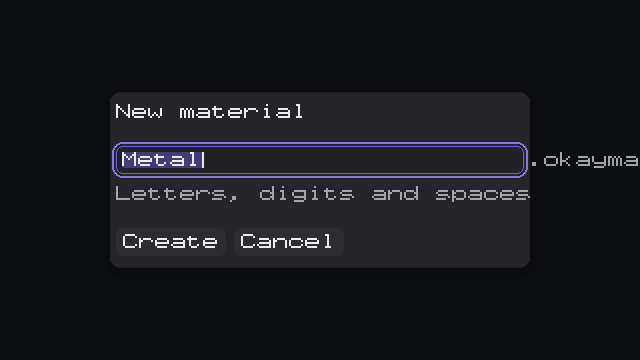 New material
Metal .okayma
Letters, digits and spaces
Create Cancel